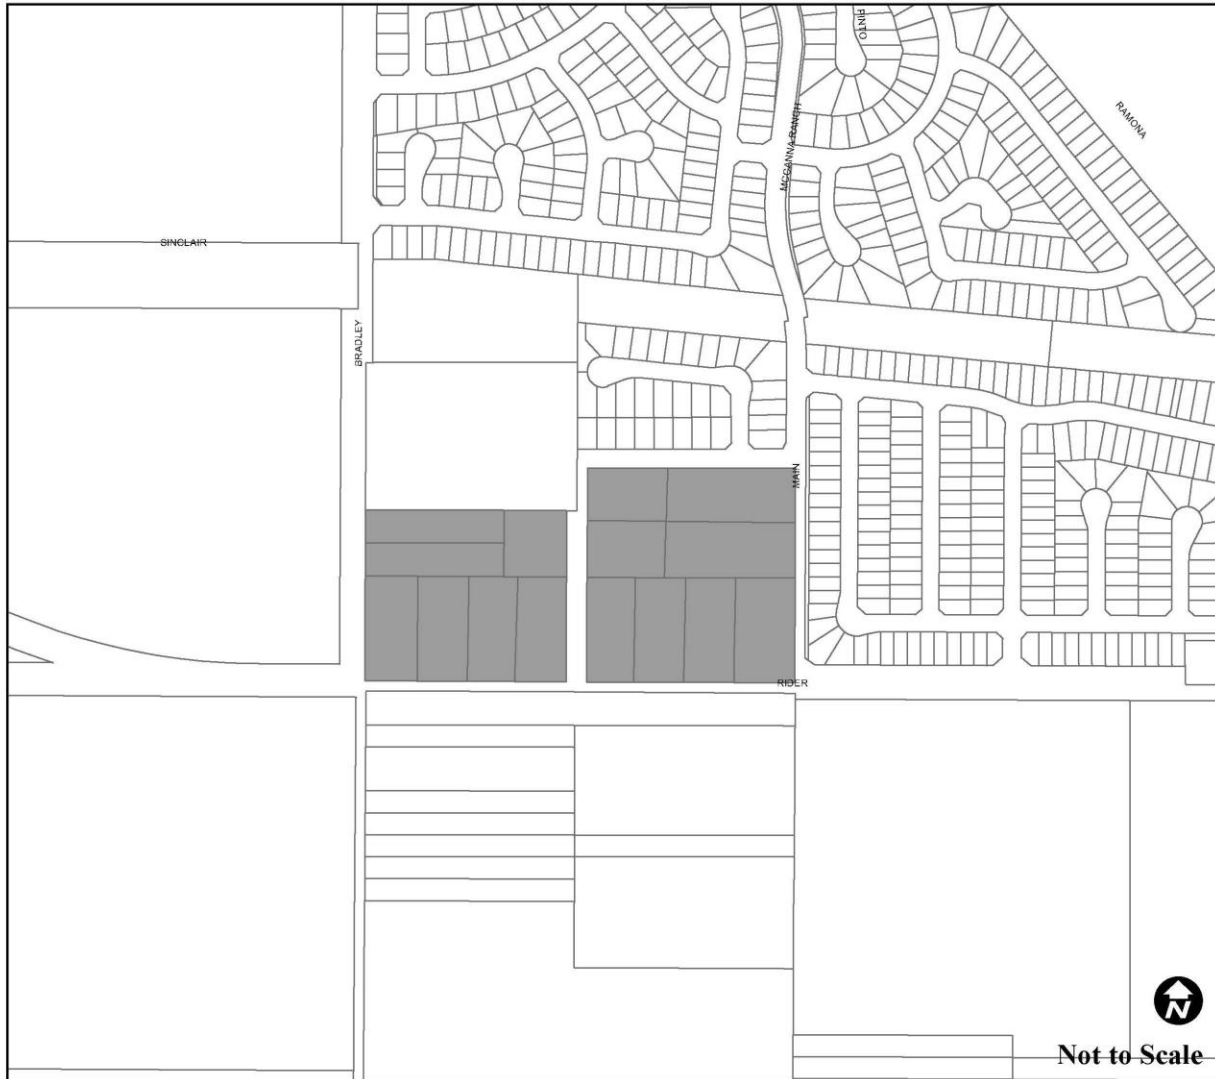 PINTO
RAMONA
MCCANNA RANCH
SINCLAIR
BRADLEY
MAIN
RIDER
N
Not to Scale